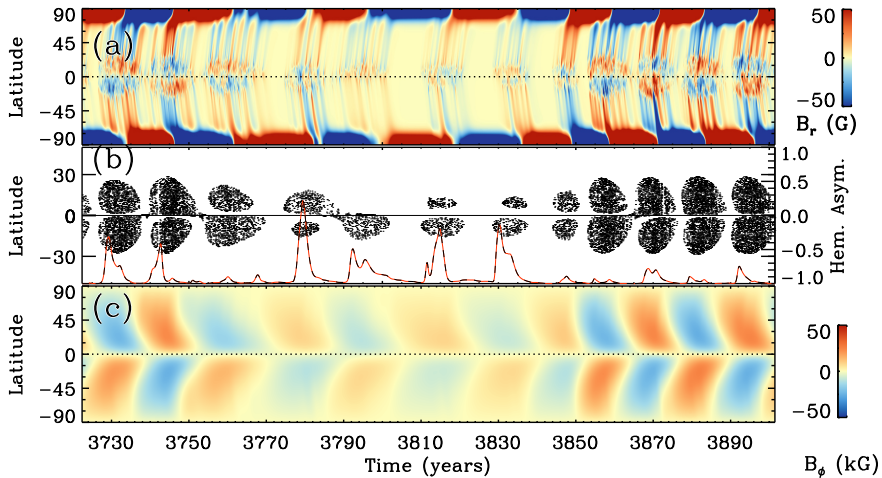 (a)
Latitude
90
45
0
−45
−90
50
−50
B_r (G)
(b)
Latitude
30
0
−30
1.0
0.5
0.0
−0.5
−1.0
Hem. Asym.
(c)
Latitude
90
45
0
−45
−90
50
−50
B_ϕ (kG)
3730 3750 3770 3790 3810 3830 3850 3870 3890
Time (years)